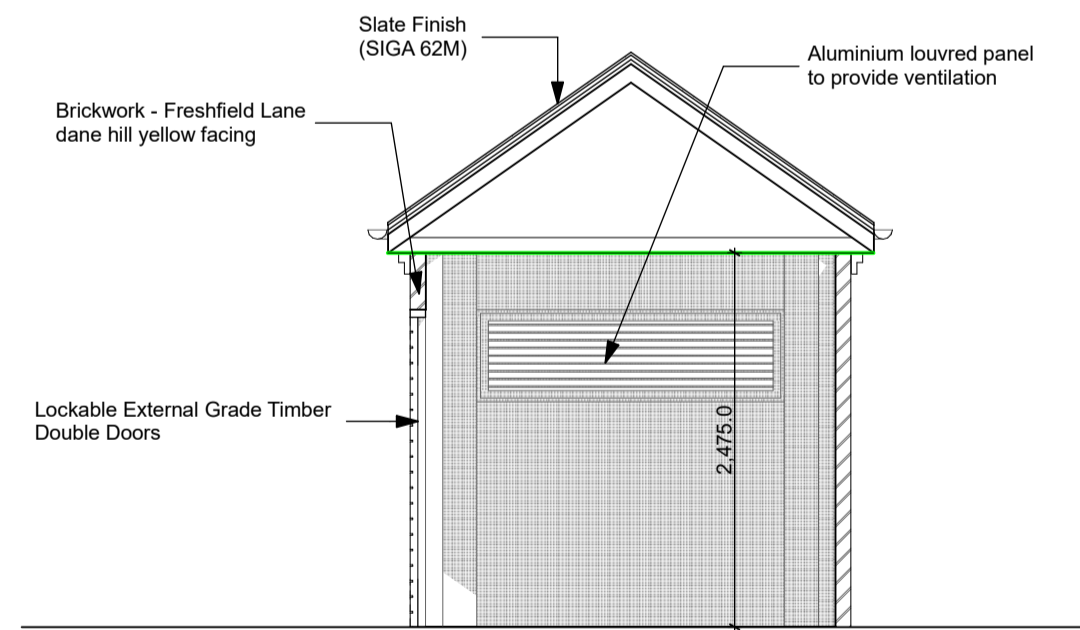 Slate Finish
(SIGA 62M)
Aluminium louvred panel
to provide ventilation
Brickwork - Freshfield Lane
dane hill yellow facing
Lockable External Grade Timber
Double Doors
2,475.0